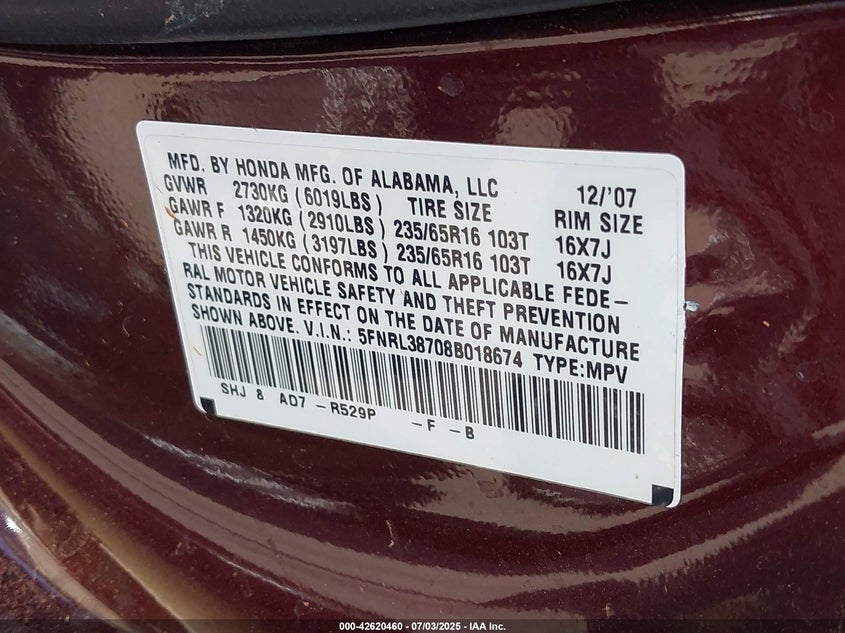 MFD. BY HONDA MFG. OF ALABAMA, LLC 12/'07
GVWR 2730KG (6019LBS) TIRE SIZE RIM SIZE
GAWR F 1320KG (2910LBS) 235/65R16 103T 16X7J
GAWR R 1450KG (3197LBS) 235/65R16 103T 16X7J
THIS VEHICLE CONFORMS TO ALL APPLICABLE FEDE-
RAL MOTOR VEHICLE SAFETY AND THEFT PREVENTION
STANDARDS IN EFFECT ON THE DATE OF MANUFACTURE
SHOWN ABOVE. V.I.N.: 5FNRL38708B018674 TYPE:MPV
SHJ 8 AD7 -R529P -F -B
000-42620460 - 07/03/2025 - IAA Inc.